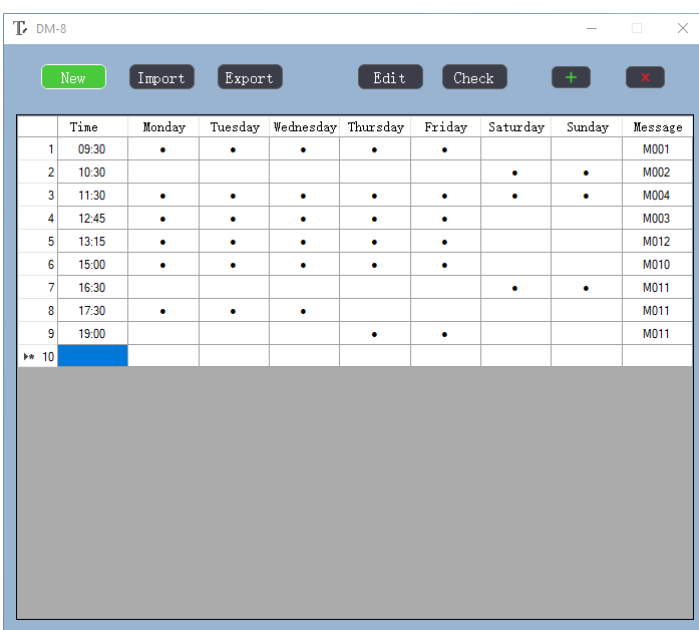 DM-8
New Import Export Edit Check
Time Monday Tuesday Wednesday Thursday Friday Saturday Sunday Message
1 09:30 • • • • • M001
2 10:30 • • M002
3 11:30 • • • • • • • M004
4 12:45 • • • • • M003
5 13:15 • • • • • M012
6 15:00 • • • • • M010
7 16:30 • • M011
8 17:30 • • • M011
9 19:00 • • M011
10